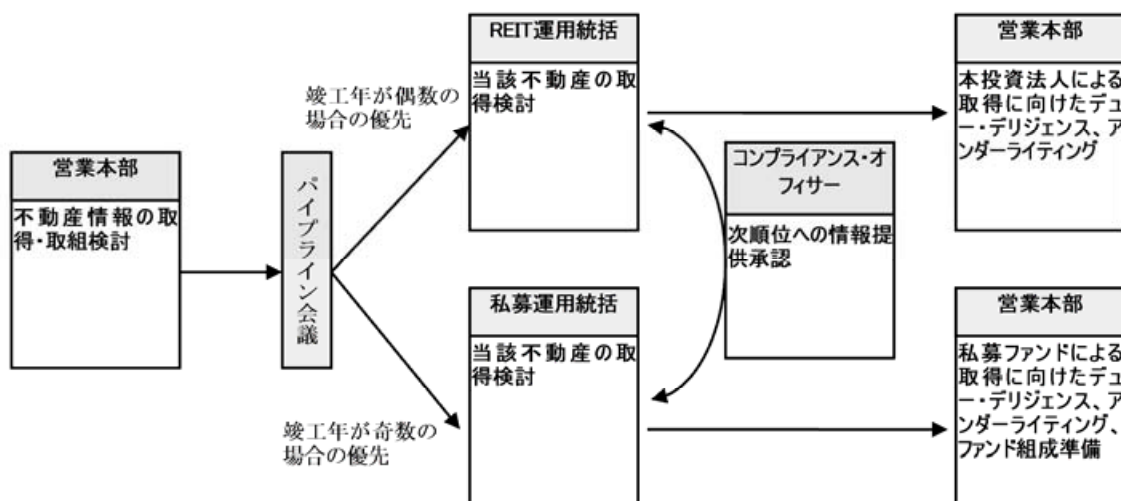 営業本部
不動産情報の取
得・取組検討
パイプライン会議
竣工年が偶数の
場合の優先
竣工年が奇数の
場合の優先
REIT運用統括
当該不動産の取
得検討
私募運用統括
当該不動産の取
得検討
コンプライアンス・オ
フィサー
次順位への情報提
供承認
営業本部
本投資法人による
取得に向けたデュ
ー・デリジェンス、ア
ンダーライティング
営業本部
私募ファンドによる
取得に向けたデュ
ー・デリジェンス、ア
ンダーライティング、
ファンド組成準備